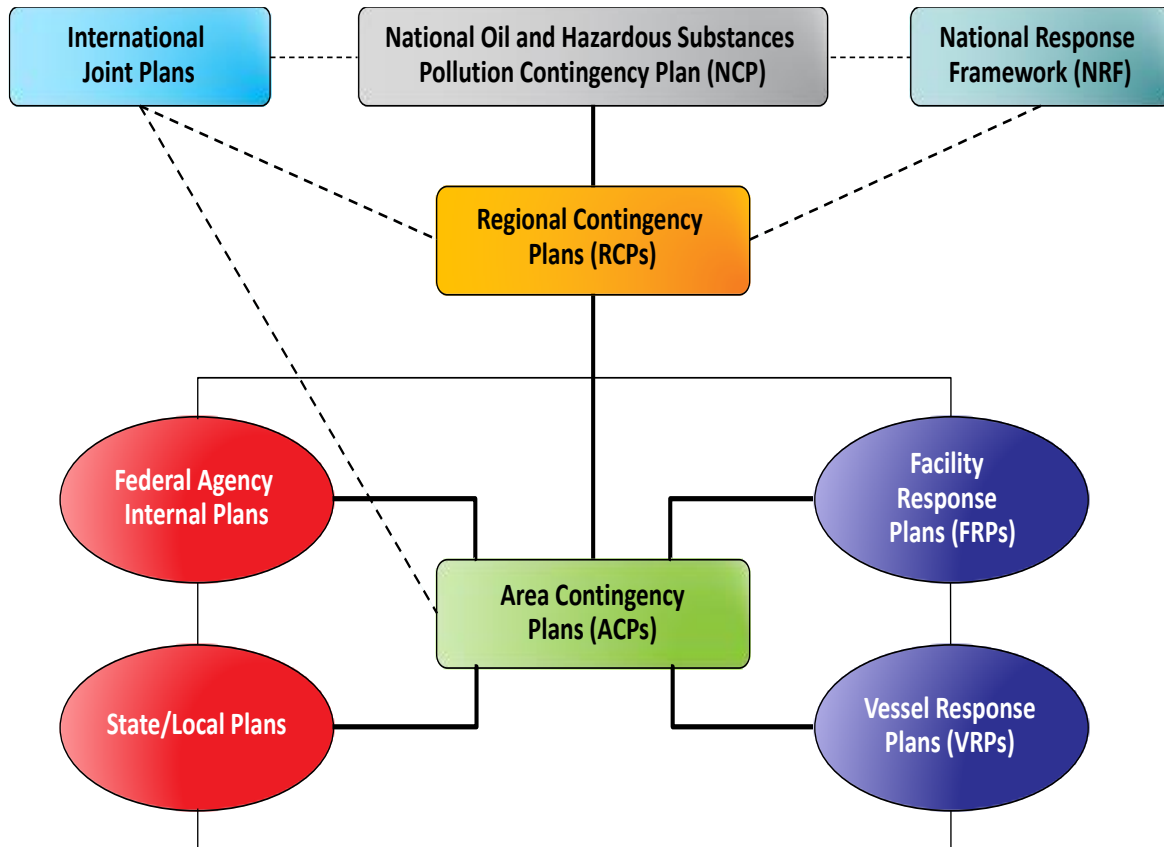 International
Joint Plans
National Oil and Hazardous Substances
Pollution Contingency Plan (NCP)
National Response
Framework (NRF)
Regional Contingency
Plans (RCPs)
Federal Agency
Internal Plans
Facility
Response
Plans (FRPs)
Area Contingency
Plans (ACPs)
State/Local Plans
Vessel Response
Plans (VRPs)